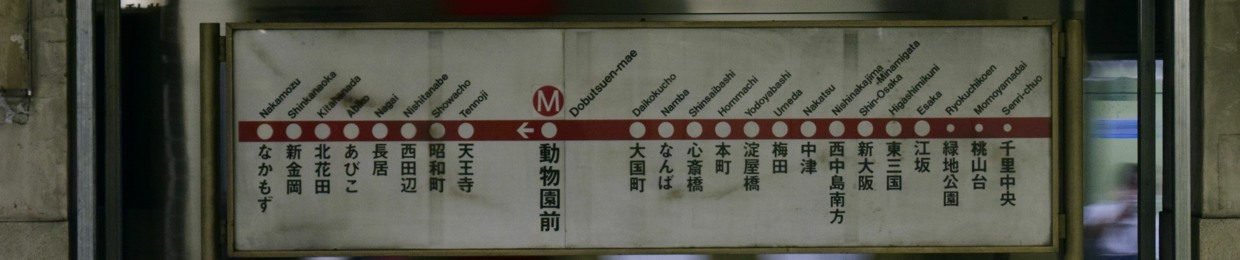 Nakamozu
Shinkaneoka
Kitahanada
Abiko
Nagai
Nishitanabe
Showacho
Tennoji
M
Dobutsuen-mae
Daikokucho
Namba
Shinsaibashi
Hommachi
Yodoyabashi
Umeda
Nakatsu
Nishinakajima
-Minamigata
Shin-Osaka
Higashimikuni
Esaka
Ryokuchikoen
Momoyamadai
Senri-chuo
←
なかもず
新金岡
北花田
あびこ
長居
西田辺
昭和町
天王寺
動物園前
大国町
なんば
心斎橋
本町
淀屋橋
梅田
中津
西中島南方
新大阪
東三国
江坂
緑地公園
桃山台
千里中央